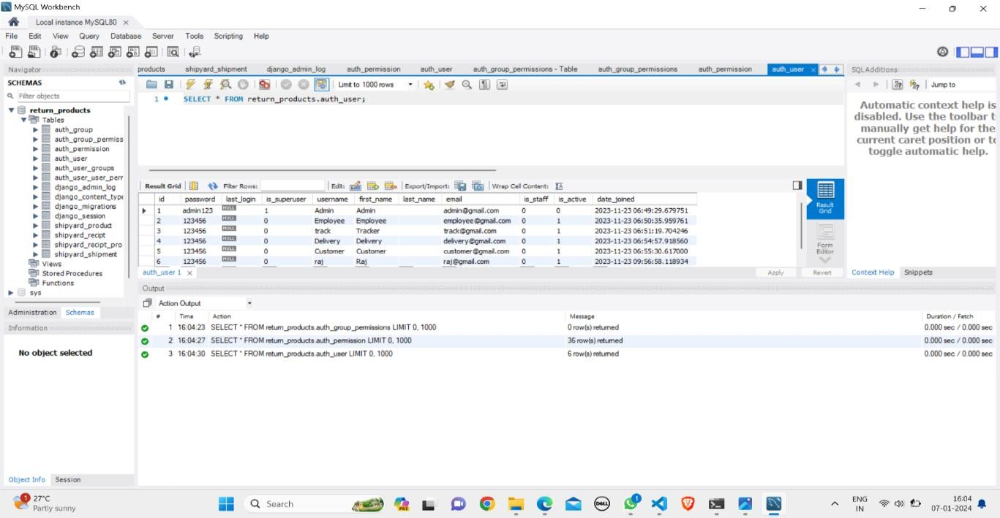 MySQL Workbench
Local instance MySQL80
File Edit View Query Database Server Tools Scripting Help
Navigator
SCHEMAS
Filter objects
return_products
Tables
auth_group
auth_group_permiss
auth_permission
auth_user
auth_user_groups
auth_user_user_perr
django_admin_log
django_content_type
django_migrations
django_session
shipyard_product
shipyard_recipt
shipyard_recipt_pro
shipyard_shipment
Views
Stored Procedures
Functions
sys
Administration Schemas
Information
No object selected
Object Info Session
products shipyard_shipment django_admin_log auth_permission auth_user auth_group_permissions - Table auth_group_permissions auth_permission auth_user
Limit to 1000 rows
1 SELECT * FROM return_products.auth_user;
Result Grid Filter Rows: Edit: Export/Import: Wrap Cell Content:
id password last_login is_superuser username first_name last_name email is_staff is_active date_joined
1 admin123 NULL 1 Admin Admin admin@gmail.com 0 0 2023-11-23 06:49:29.679751
2 123456 NULL 0 Employee Employee employee@gmail.com 0 1 2023-11-23 06:50:35.959761
3 123456 NULL 0 track Tracker track@gmail.com 0 1 2023-11-23 06:51:19.704246
4 123456 NULL 0 Delivery Delivery delivery@gmail.com 0 1 2023-11-23 06:54:57.918560
5 123456 NULL 0 Customer Customer customer@gmail.com 0 1 2023-11-23 06:55:30.617000
6 123456 NULL 0 raj Raj raj@gmail.com 0 1 2023-11-23 09:56:58.118934
Result Grid
Form Editor
auth_user 1 Apply Revert
SQLAdditions
Jump to
Automatic context help is
disabled. Use the toolbar t
manually get help for the
current caret position or to
toggle automatic help.
Context Help Snippets
Output
Action Output
# Time Action Message Duration / Fetch
1 16:04:23 SELECT * FROM return_products.auth_group_permissions LIMIT 0, 1000 0 row(s) returned 0.000 sec / 0.000 sec
2 16:04:27 SELECT * FROM return_products.auth_permission LIMIT 0, 1000 36 row(s) returned 0.000 sec / 0.000 sec
3 16:04:30 SELECT * FROM return_products.auth_user LIMIT 0, 1000 6 row(s) returned 0.000 sec / 0.000 sec
1 27°C
Partly sunny
Search
PRE
DELL
1
ENG
IN
16:04
07-01-2024